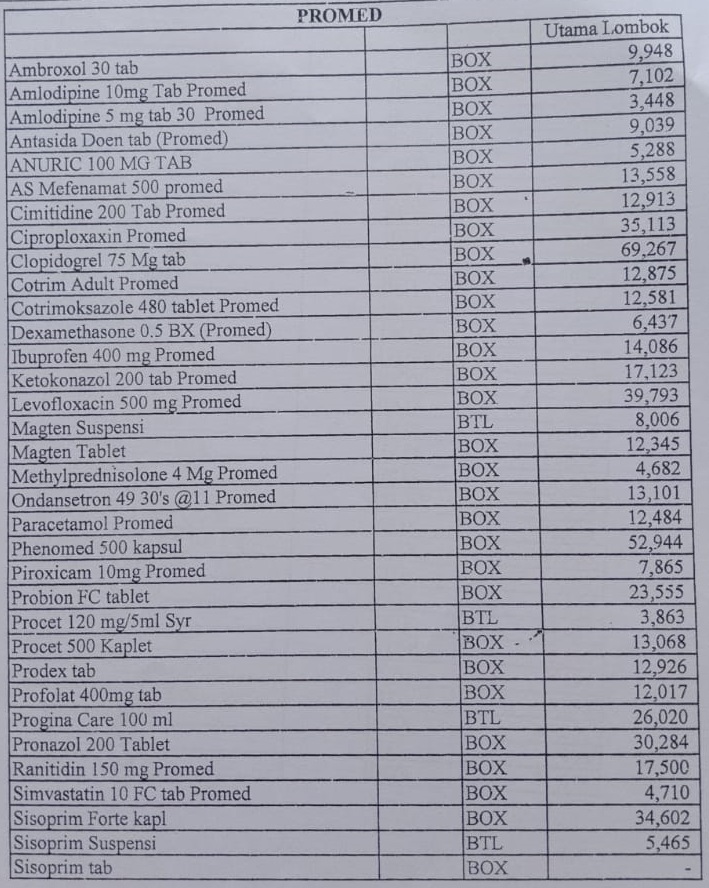 PROMED
Utama Lombok
Ambroxol 30 tab BOX 9,948
Amlodipine 10mg Tab Promed BOX 7,102
Amlodipine 5 mg tab 30 Promed BOX 3,448
Antasida Doen tab (Promed) BOX 9,039
ANURIC 100 MG TAB BOX 5,288
AS Mefenamat 500 promed BOX 13,558
Cimitidine 200 Tab Promed BOX 12,913
Ciproploxaxin Promed BOX 35,113
Clopidogrel 75 Mg tab BOX 69,267
Cotrim Adult Promed BOX 12,875
Cotrimoksazole 480 tablet Promed BOX 12,581
Dexamethasone 0.5 BX (Promed) BOX 6,437
Ibuprofen 400 mg Promed BOX 14,086
Ketokonazol 200 tab Promed BOX 17,123
Levofloxacin 500 mg Promed BOX 39,793
Magten Suspensi BTL 8,006
Magten Tablet BOX 12,345
Methylprednisolone 4 Mg Promed BOX 4,682
Ondansetron 49 30's @11 Promed BOX 13,101
Paracetamol Promed BOX 12,484
Phenomed 500 kapsul BOX 52,944
Piroxicam 10mg Promed BOX 7,865
Probion FC tablet BOX 23,555
Procet 120 mg/5ml Syr BTL 3,863
Procet 500 Kaplet BOX 13,068
Prodex tab BOX 12,926
Profolat 400mg tab BOX 12,017
Progina Care 100 ml BTL 26,020
Pronazol 200 Tablet BOX 30,284
Ranitidin 150 mg Promed BOX 17,500
Simvastatin 10 FC tab Promed BOX 4,710
Sisoprim Forte kapl BOX 34,602
Sisoprim Suspensi BTL 5,465
Sisoprim tab BOX -